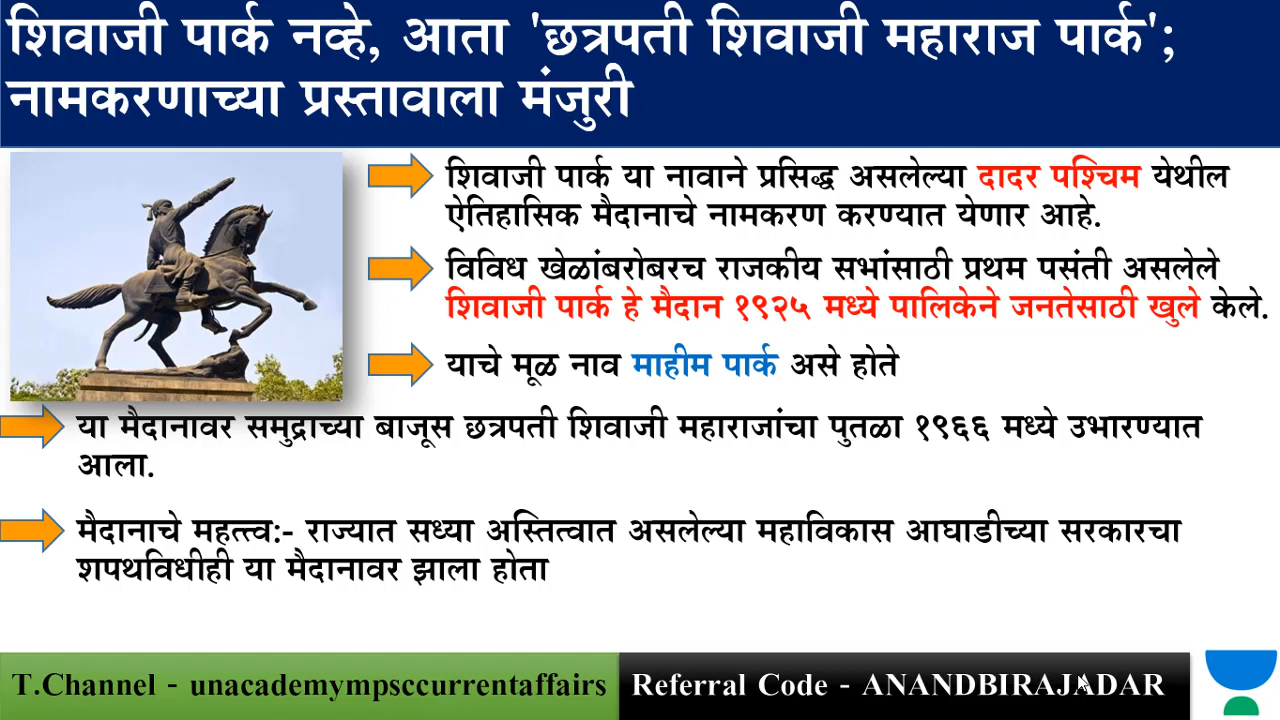 शिवाजी पार्क नव्हे, आता 'छत्रपती शिवाजी महाराज पार्क';
नामकरणाच्या प्रस्तावाला मंजुरी
शिवाजी पार्क या नावाने प्रसिद्ध असलेल्या दादर पश्चिम येथील
ऐतिहासिक मैदानाचे नामकरण करण्यात येणार आहे.
विविध खेळांबरोबरच राजकीय सभांसाठी प्रथम पसंती असलेले
शिवाजी पार्क हे मैदान १९२५ मध्ये पालिकेने जनतेसाठी खुले केले.
याचे मूळ नाव माहीम पार्क असे होते
या मैदानावर समुद्राच्या बाजूस छत्रपती शिवाजी महाराजांचा पुतळा १९६६ मध्ये उभारण्यात
आला.
मैदानाचे महत्त्व:- राज्यात सध्या अस्तित्वात असलेल्या महाविकास आघाडीच्या सरकारचा
शपथविधीही या मैदानावर झाला होता
T.Channel - unacademympsccurrentaffairs
Referral Code - ANANDBIRAJADAR